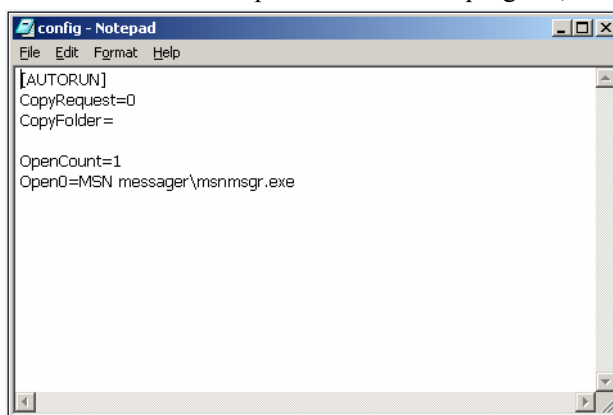 config - Notepad
File Edit Format Help
[AUTORUN]
CopyRequest=0
CopyFolder=
OpenCount=1
Open0=MSN messager\msnmsgr.exe